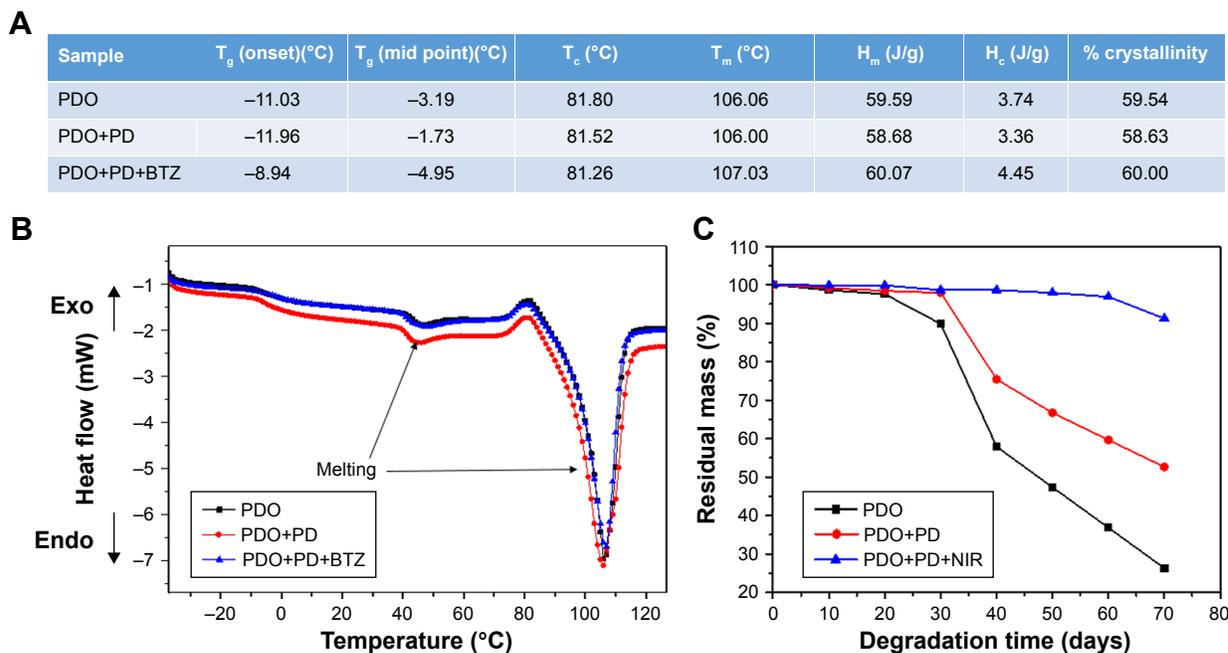 A
Sample T_g (onset)(°C) T_g (mid point)(°C) T_c (°C) T_m (°C) H_m (J/g) H_c (J/g) % crystallinity
PDO –11.03 –3.19 81.80 106.06 59.59 3.74 59.54
PDO+PD –11.96 –1.73 81.52 106.00 58.68 3.36 58.63
PDO+PD+BTZ –8.94 –4.95 81.26 107.03 60.07 4.45 60.00
B
Exo
Endo
Heat flow (mW)
–1
–2
–3
–4
–5
–6
–7
Melting
PDO
PDO+PD
PDO+PD+BTZ
–20 0 20 40 60 80 100 120
Temperature (°C)
C
Residual mass (%)
110
100
90
80
70
60
50
40
30
20
PDO
PDO+PD
PDO+PD+NIR
0 10 20 30 40 50 60 70 80
Degradation time (days)